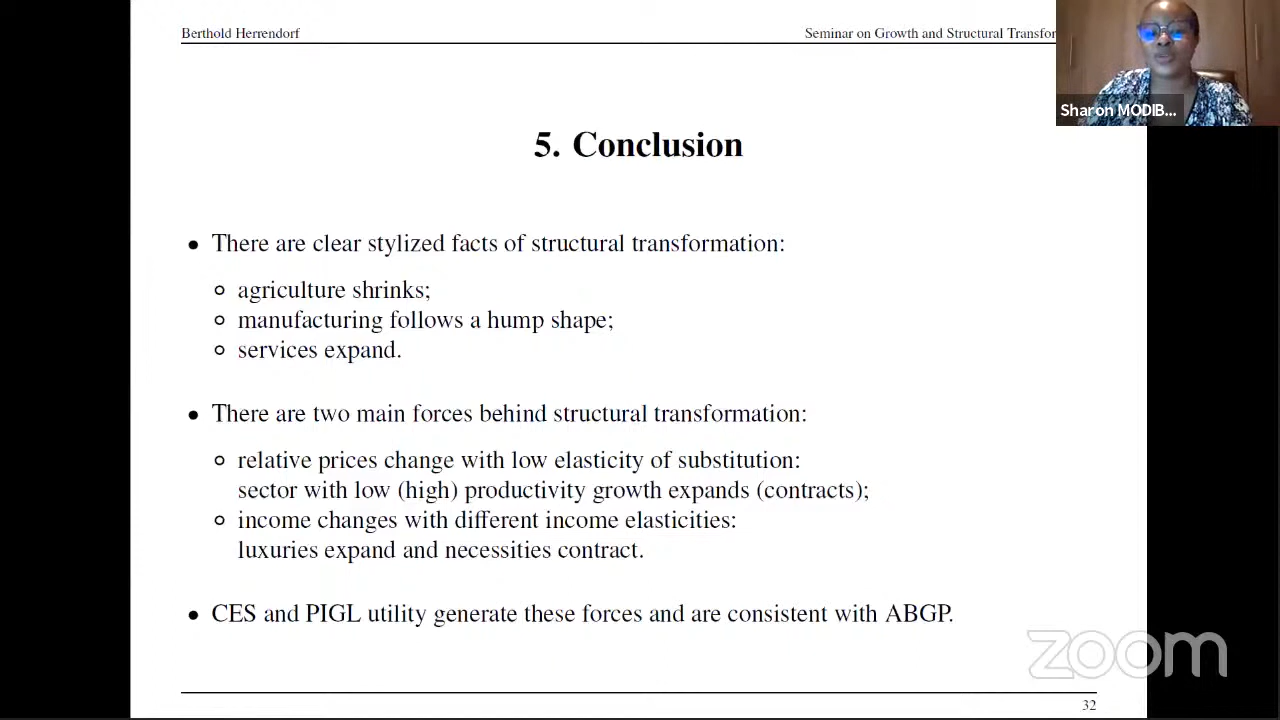 Berthold Herrendorf
Seminar on Growth and Structural Transfor
Sharon MODIB...
5. Conclusion
• There are clear stylized facts of structural transformation:
agriculture shrinks;
manufacturing follows a hump shape;
services expand.
• There are two main forces behind structural transformation:
relative prices change with low elasticity of substitution:
sector with low (high) productivity growth expands (contracts);
income changes with different income elasticities:
luxuries expand and necessities contract.
• CES and PIGL utility generate these forces and are consistent with ABGP.
zoom
32